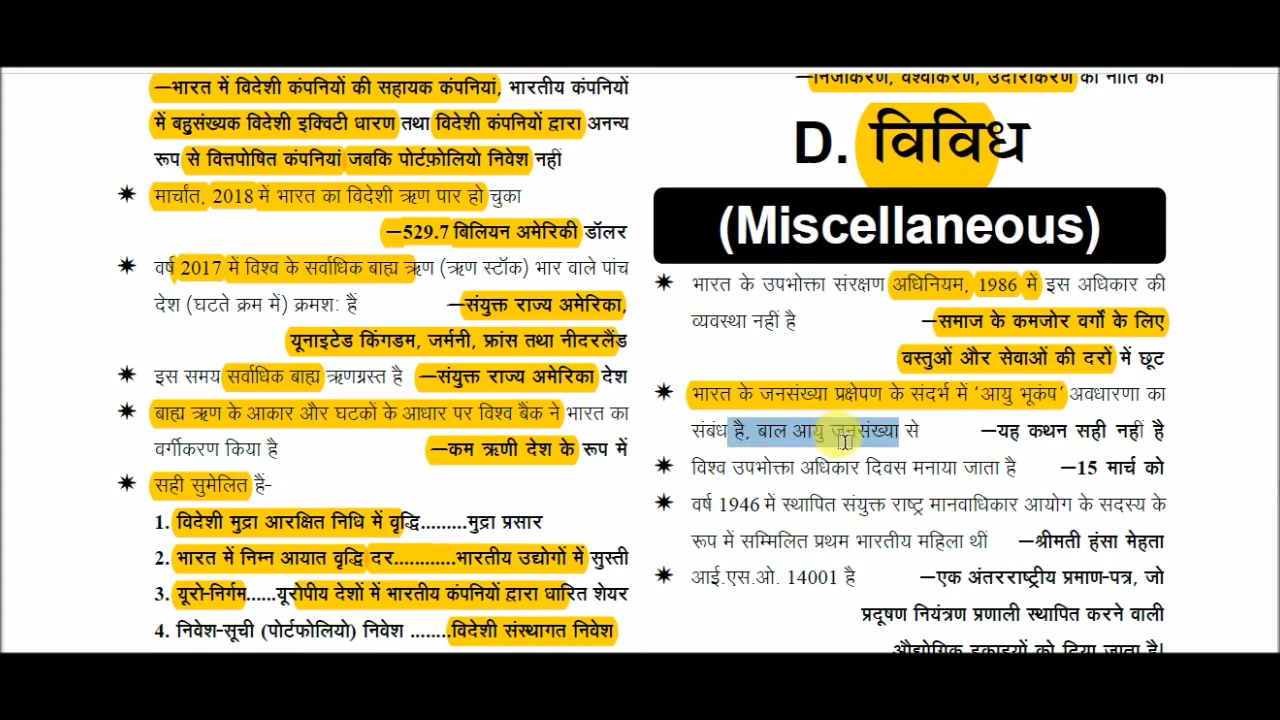 –भारत में विदेशी कंपनियों की सहायक कंपनियां, भारतीय कंपनियों
में बहुसंख्यक विदेशी इक्विटी धारण तथा विदेशी कंपनियों द्वारा अनन्य
रूप से वित्तपोषित कंपनियां जबकि पोर्टफ़ोलियो निवेश नहीं
✷ मार्चांत, 2018 में भारत का विदेशी ऋण पार हो चुका
–529.7 बिलियन अमेरिकी डॉलर
✷ वर्ष 2017 में विश्व के सर्वाधिक बाह्य ऋण (ऋण स्टॉक) भार वाले पांच
देश (घटते क्रम में) क्रमशः हैं –संयुक्त राज्य अमेरिका,
यूनाइटेड किंगडम, जर्मनी, फ्रांस तथा नीदरलैंड
✷ इस समय सर्वाधिक बाह्य ऋणग्रस्त है –संयुक्त राज्य अमेरिका देश
✷ बाह्य ऋण के आकार और घटकों के आधार पर विश्व बैंक ने भारत का
वर्गीकरण किया है –कम ऋणी देश के रूप में
✷ सही सुमेलित हैं-
1. विदेशी मुद्रा आरक्षित निधि में वृद्धि.........मुद्रा प्रसार
2. भारत में निम्न आयात वृद्धि दर............भारतीय उद्योगों में सुस्ती
3. यूरो-निर्गम......यूरोपीय देशों में भारतीय कंपनियों द्वारा धारित शेयर
4. निवेश-सूची (पोर्टफोलियो) निवेश ........विदेशी संस्थागत निवेश
–निजीकरण, वैश्वीकरण, उदारीकरण की नीति को
D. विविध
(Miscellaneous)
✷ भारत के उपभोक्ता संरक्षण अधिनियम, 1986 में इस अधिकार की
व्यवस्था नहीं है –समाज के कमजोर वर्गों के लिए
वस्तुओं और सेवाओं की दरों में छूट
✷ भारत के जनसंख्या प्रक्षेपण के संदर्भ में 'आयु भूकंप' अवधारणा का
संबंध है, बाल आयु जनसंख्या से –यह कथन सही नहीं है
✷ विश्व उपभोक्ता अधिकार दिवस मनाया जाता है –15 मार्च को
✷ वर्ष 1946 में स्थापित संयुक्त राष्ट्र मानवाधिकार आयोग के सदस्य के
रूप में सम्मिलित प्रथम भारतीय महिला थीं –श्रीमती हंसा मेहता
✷ आई.एस.ओ. 14001 है –एक अंतरराष्ट्रीय प्रमाण-पत्र, जो
प्रदूषण नियंत्रण प्रणाली स्थापित करने वाली
औद्योगिक इकाइयों को दिया जाता है।